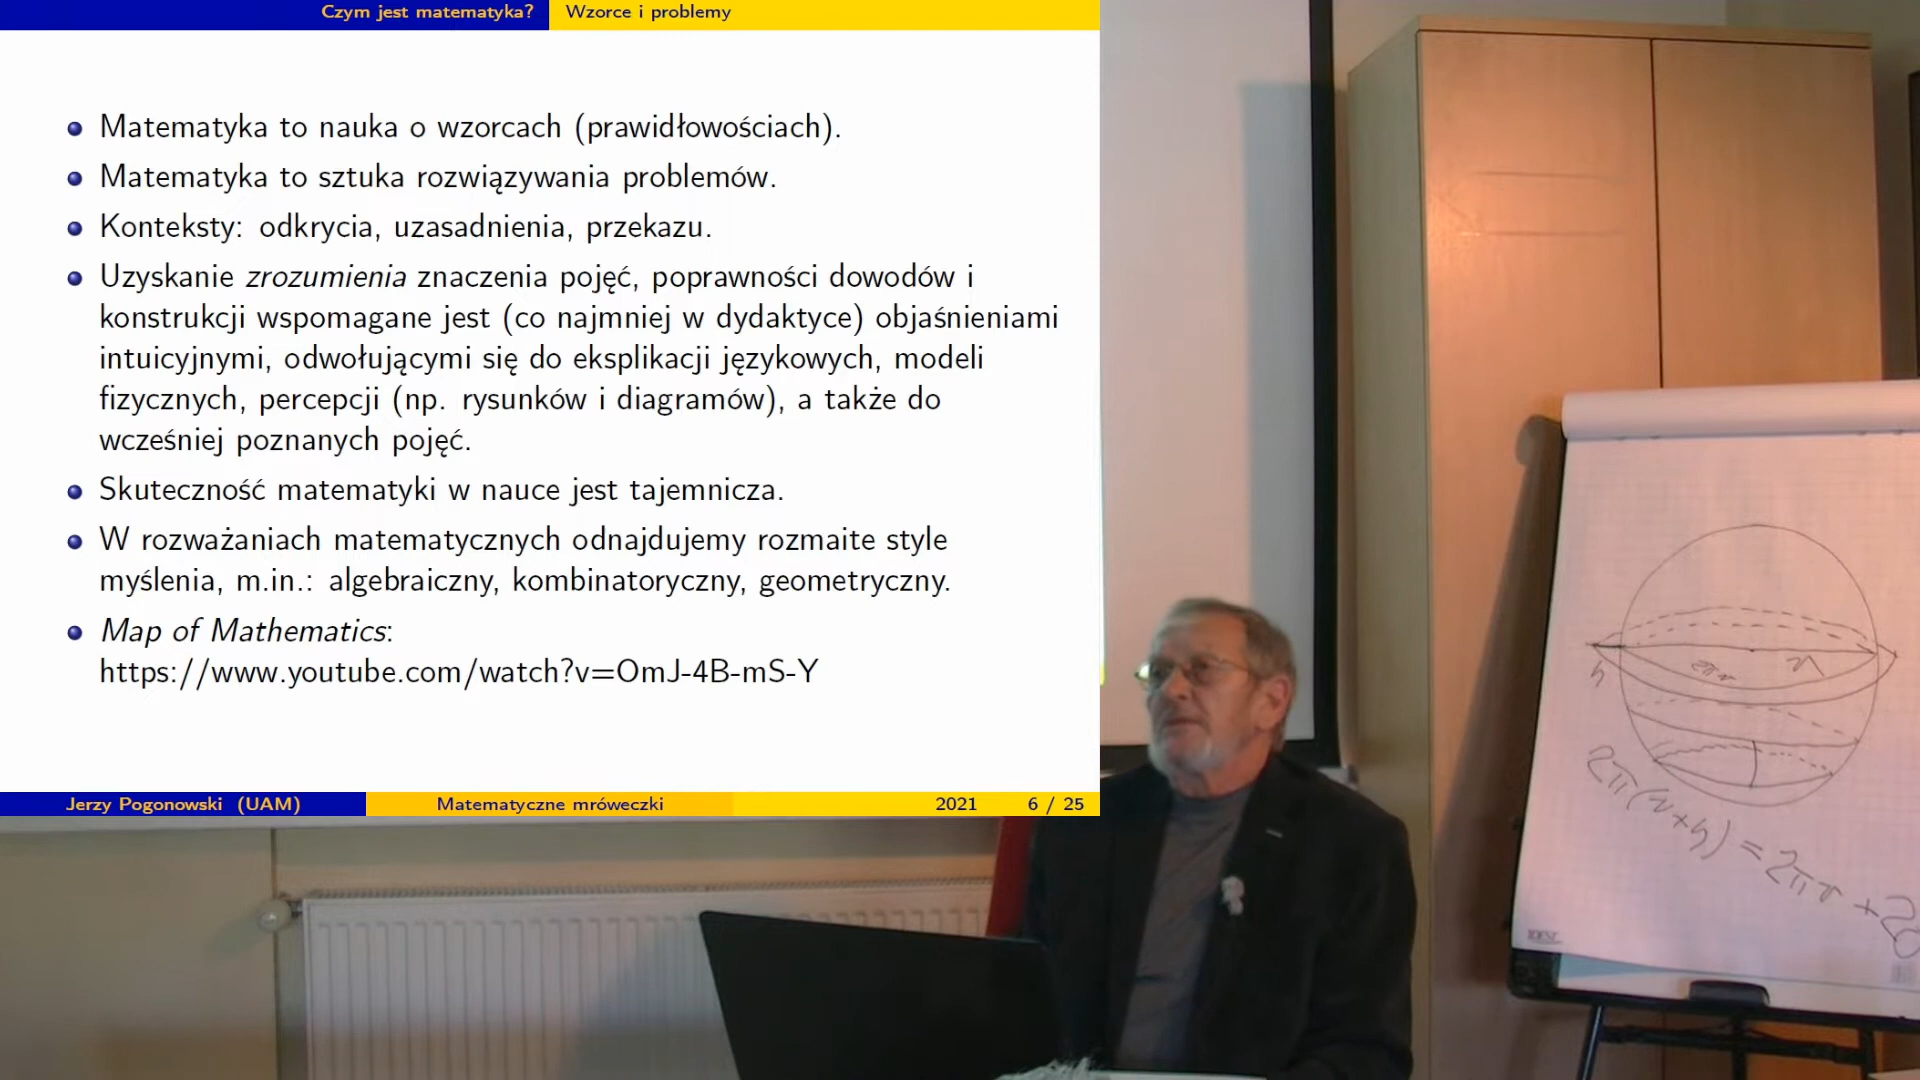 Czym jest matematyka? Wzorce i problemy
Matematyka to nauka o wzorcach (prawidłowościach).
Matematyka to sztuka rozwiązywania problemów.
Konteksty: odkrycia, uzasadnienia, przekazu.
Uzyskanie zrozumienia znaczenia pojęć, poprawności dowodów i
konstrukcji wspomagane jest (co najmniej w dydaktyce) objaśnieniami
intuicyjnymi, odwołującymi się do eksplikacji językowych, modeli
fizycznych, percepcji (np. rysunków i diagramów), a także do
wcześniej poznanych pojęć.
Skuteczność matematyki w nauce jest tajemnicza.
W rozważaniach matematycznych odnajdujemy rozmaite style
myślenia, m.in.: algebraiczny, kombinatoryczny, geometryczny.
Map of Mathematics:
https://www.youtube.com/watch?v=OmJ-4B-mS-Y
Jerzy Pogonowski (UAM) Matematyczne mróweczki 2021 6 / 25
2πr r
h
2π(r+h) = 2πr + 2